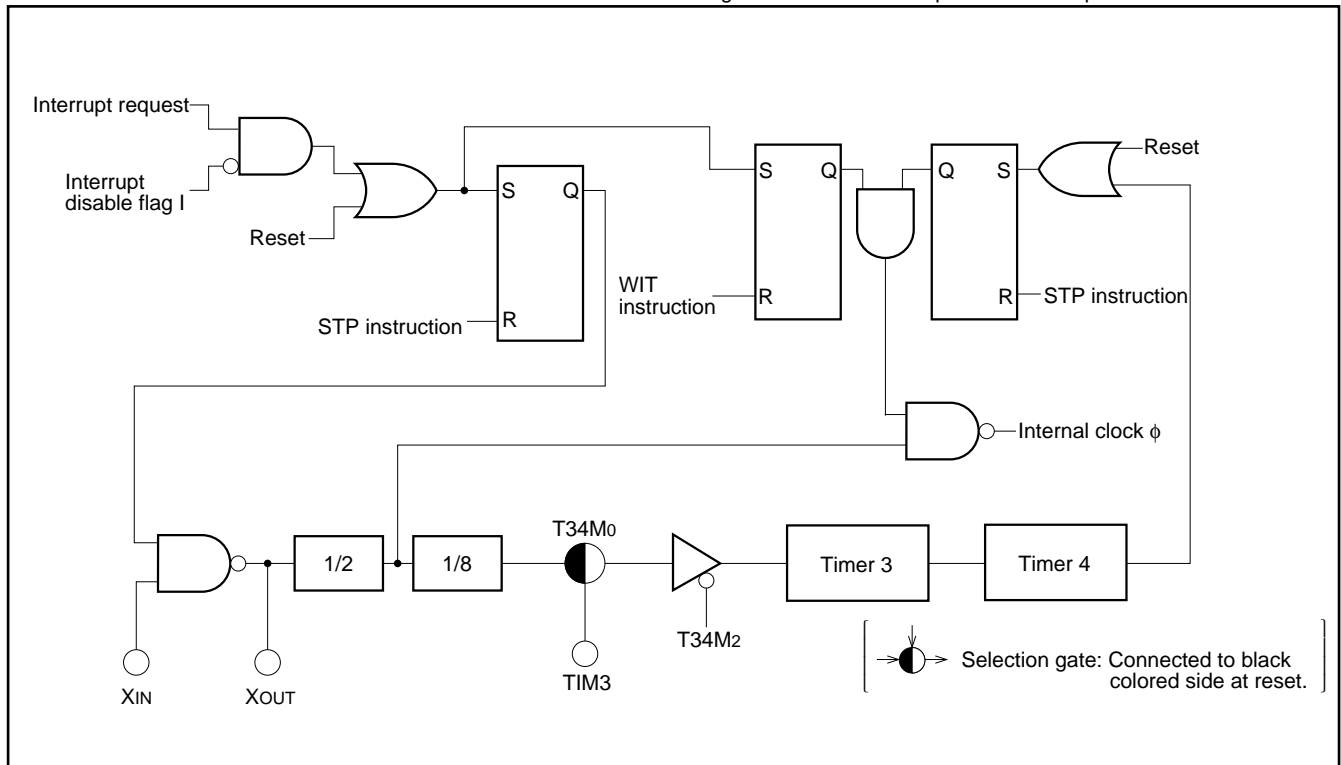 Interrupt request
Interrupt
disable flag I
Reset
S
Q
R
STP instruction
S
Q
R
WIT
instruction
Q
S
R
Reset
STP instruction
Internal clock φ
1/2
1/8
T34M0
TIM3
T34M2
Timer 3
Timer 4
XIN
XOUT
Selection gate: Connected to black
colored side at reset.